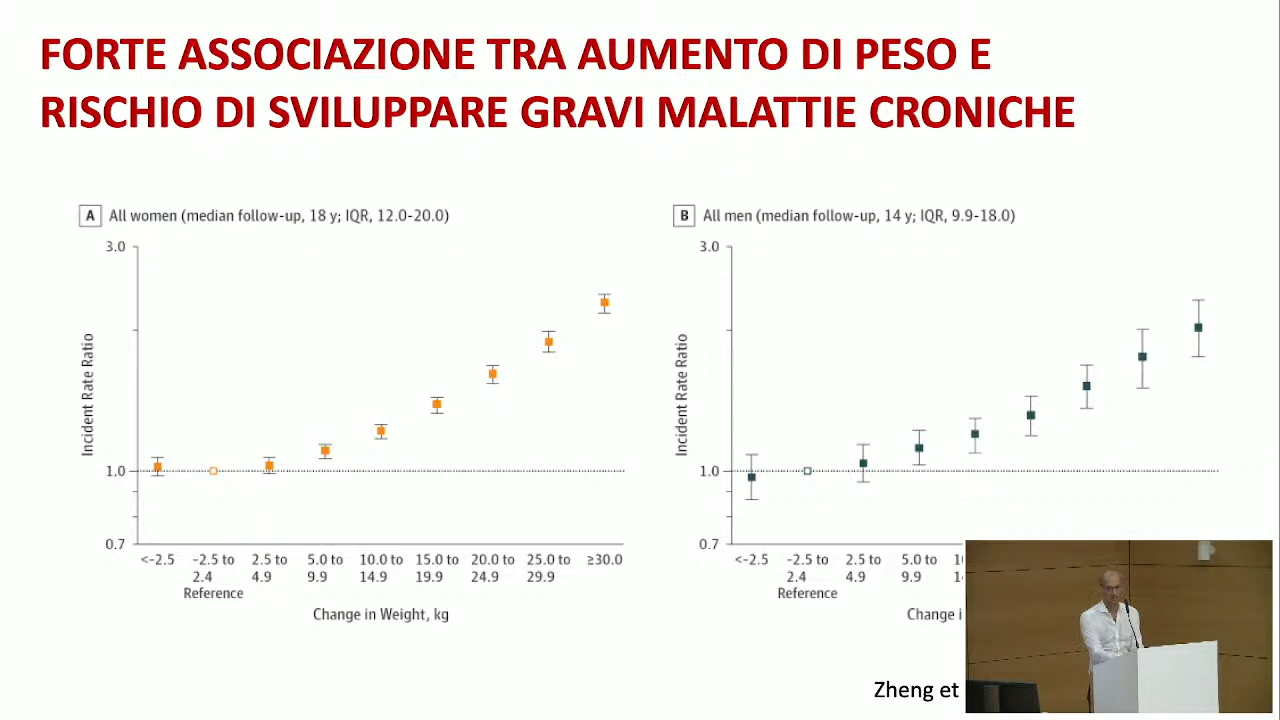 FORTE ASSOCIAZIONE TRA AUMENTO DI PESO E
RISCHIO DI SVILUPPARE GRAVI MALATTIE CRONICHE
A All women (median follow-up, 18 y; IQR, 12.0-20.0)
3.0
1.0
0.7
Incident Rate Ratio
<−2.5 −2.5 to 2.5 to 5.0 to 10.0 to 15.0 to 20.0 to 25.0 to ≥30.0
2.4 4.9 9.9 14.9 19.9 24.9 29.9
Reference
Change in Weight, kg
B All men (median follow-up, 14 y; IQR, 9.9-18.0)
3.0
1.0
0.7
Incident Rate Ratio
<−2.5 −2.5 to 2.5 to 5.0 to
2.4 4.9 9.9
Reference
Change
Zheng et